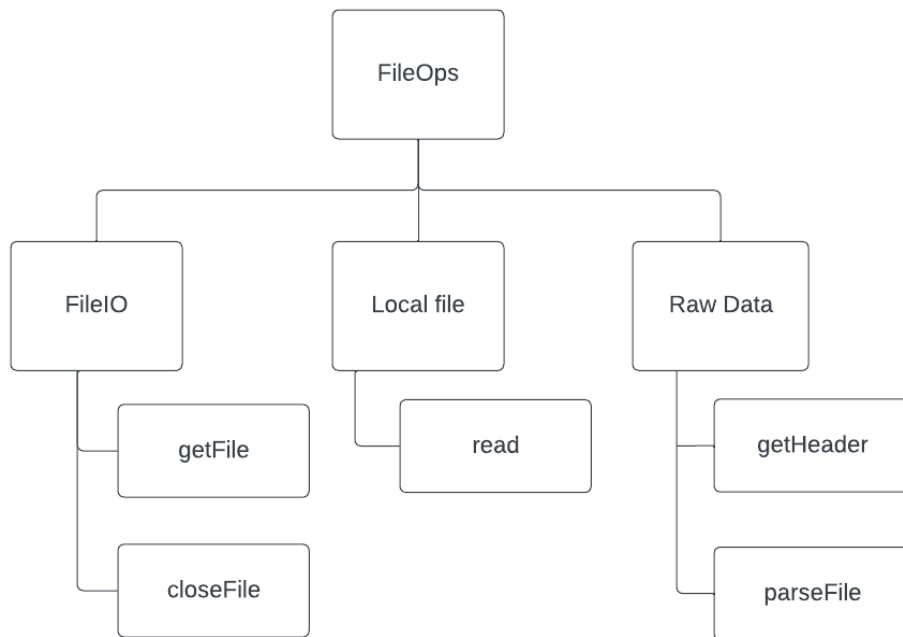 FileOps
FileIO
Local file
Raw Data
getFile
read
getHeader
closeFile
parseFile